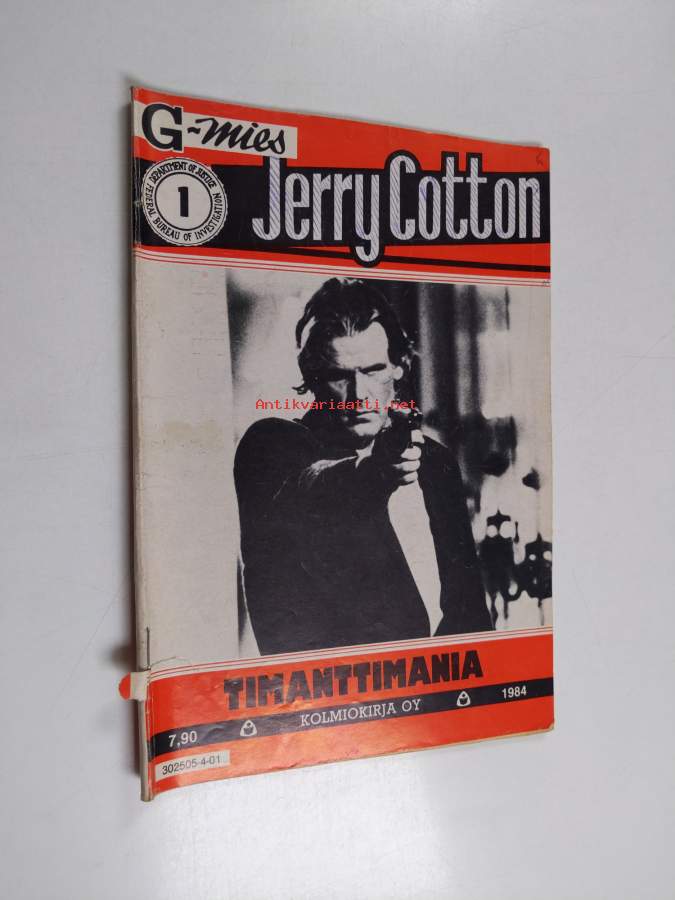 G-mies
DEPARTMENT OF JUSTICE
1
FEDERAL BUREAU OF INVESTIGATION
Jerry Cotton
Antikvariaatti.net
TIMANTTIMANIA
7,90 KOLMIOKIRJA OY 1984
302505-4-01